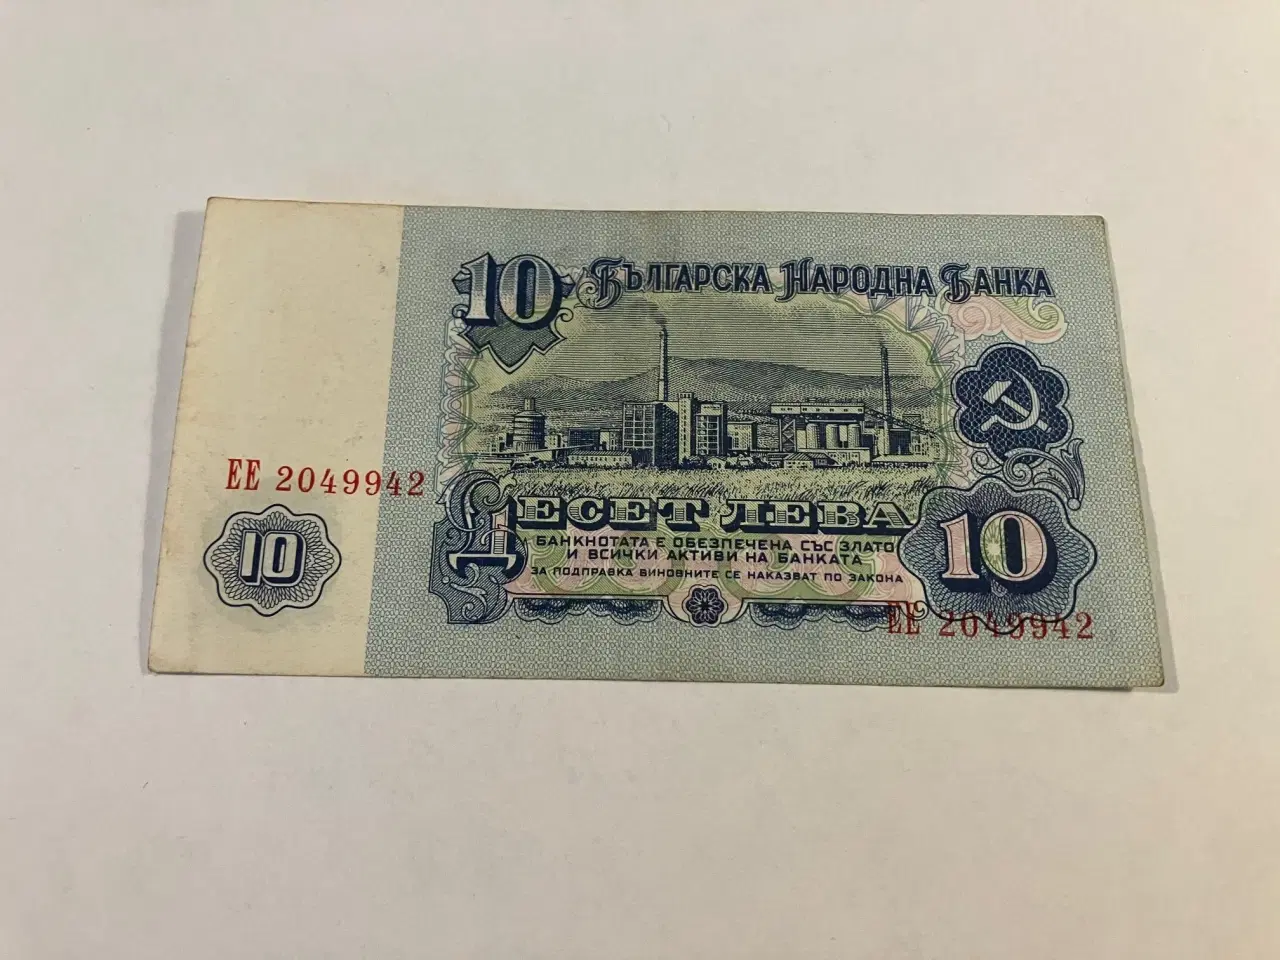 10 Българска Народна Банка
ЕЕ 2049942
ДЕСЕТ ЛЕВА
10
10
БАНКНОТАТА Е ОБЕЗПЕЧЕНА СЪС ЗЛАТО
И ВСИЧКИ АКТИВИ НА БАНКАТА
ЗА ПОДПРАВКА ВИНОВНИТЕ СЕ НАКАЗВАТ ПО ЗАКОНА
ЕЕ 2049942